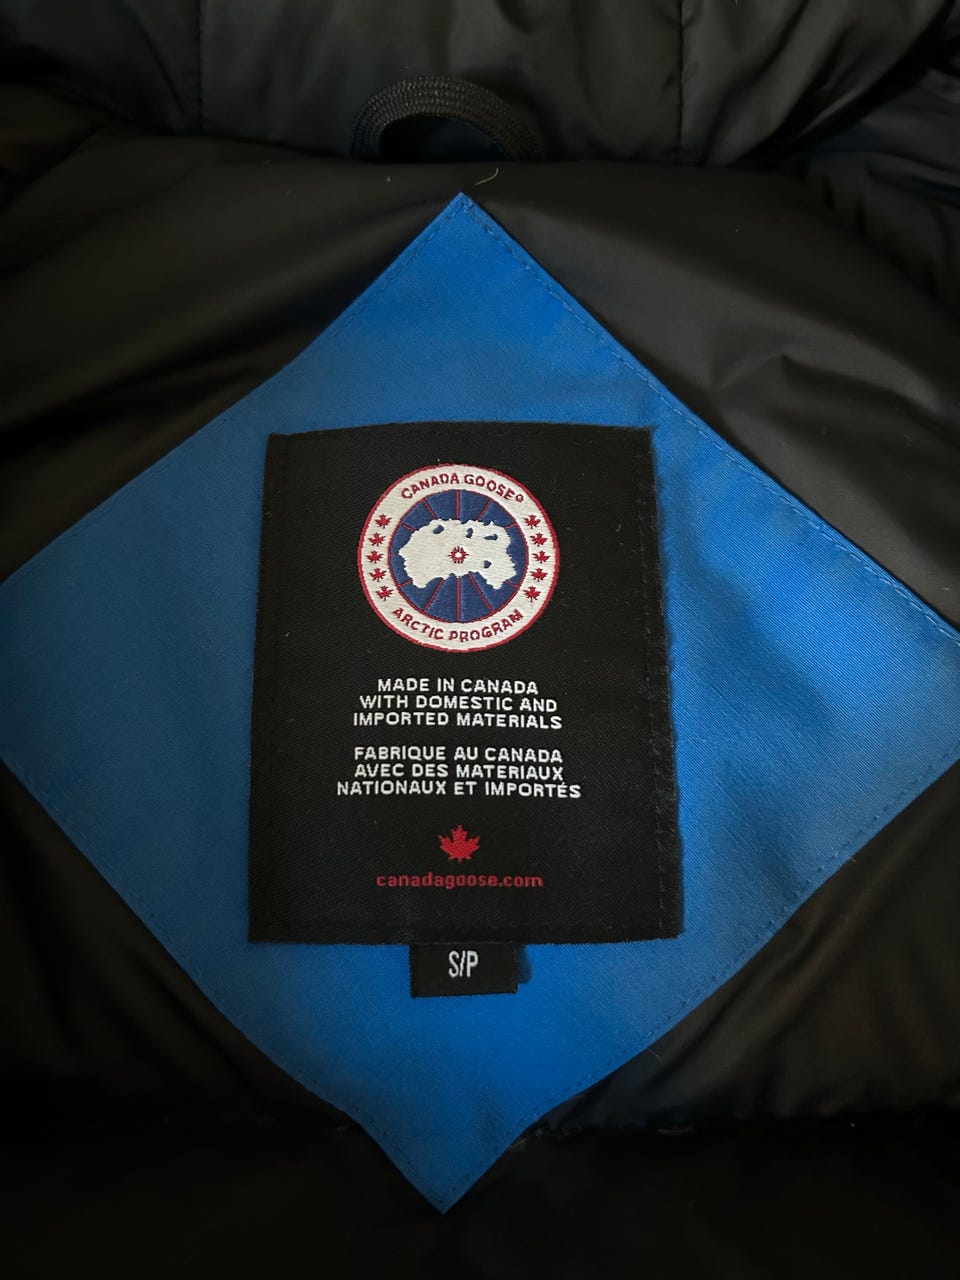 CANADA GOOSE®
ARCTIC PROGRAM
MADE IN CANADA
WITH DOMESTIC AND
IMPORTED MATERIALS
FABRIQUE AU CANADA
AVEC DES MATERIAUX
NATIONAUX ET IMPORTÉS
canadagoose.com
S/P